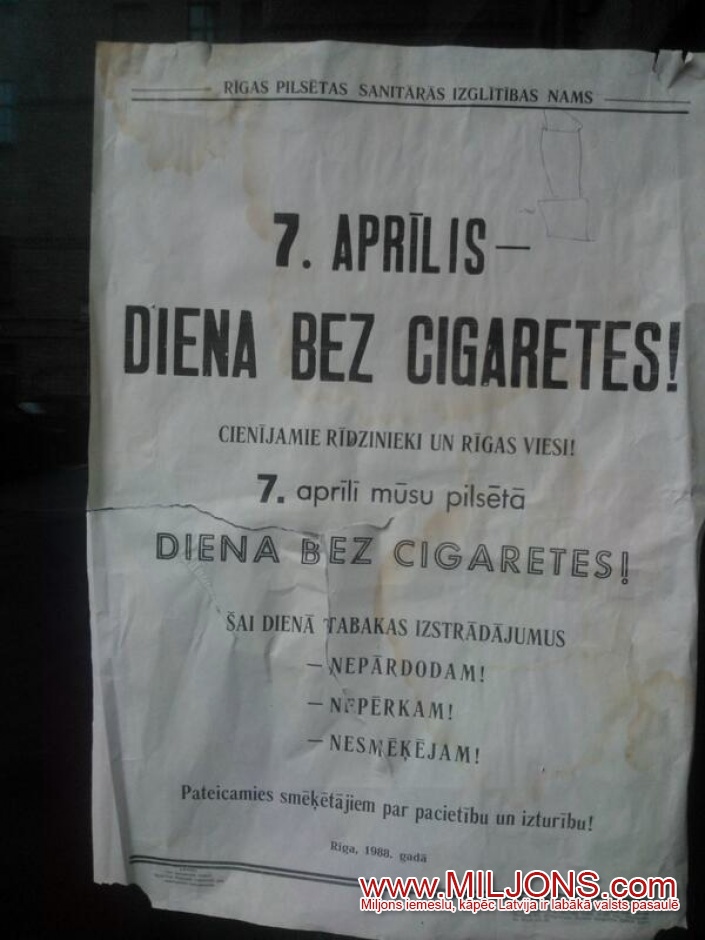 RĪGAS PILSĒTAS SANITĀRĀS IZGLĪTĪBAS NAMS
7. APRĪLIS —
DIENA BEZ CIGARETES!
CIENĪJAMIE RĪDZINIEKI UN RĪGAS VIESI!
7. aprīlī mūsu pilsētā
DIENA BEZ CIGARETES!
ŠAI DIENĀ TABAKAS IZSTRĀDĀJUMUS
— NEPĀRDODAM!
— NEPĒRKAM!
— NESMĒĶĒJAM!
Pateicamies smēķētājiem par pacietību un izturību!
Rīga, 1988. gadā
www.MILJONS.com
Miljons iemeslu, kāpēc Latvija ir labākā valsts pasaulē